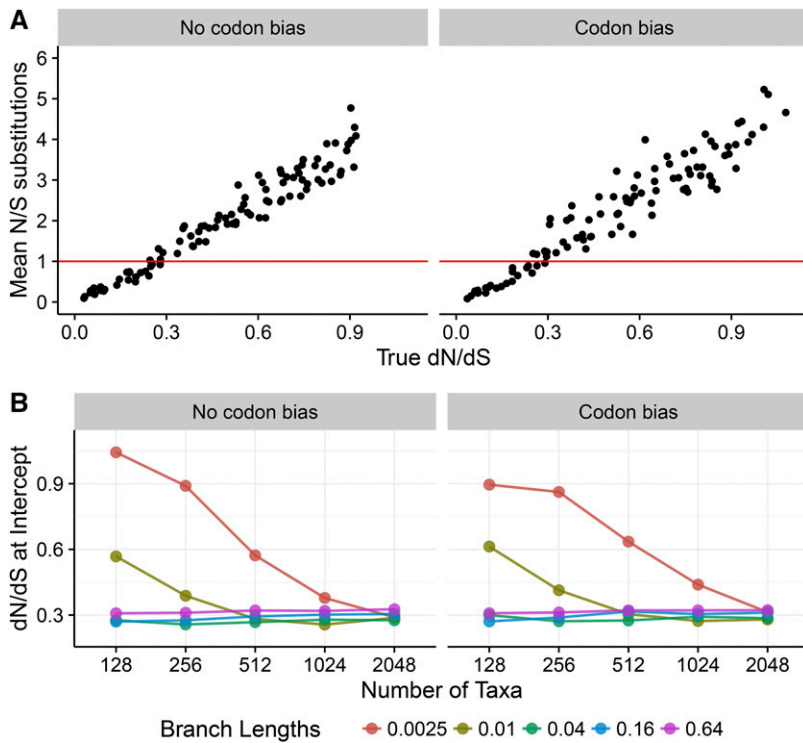 A
No codon bias
Codon bias
Mean N/S substitutions
6
5
4
3
2
1
0
0.0 0.3 0.6 0.9
0.0 0.3 0.6 0.9
True dN/dS
B
No codon bias
Codon bias
dN/dS at Intercept
0.9
0.6
0.3
128 256 512 1024 2048
128 256 512 1024 2048
Number of Taxa
Branch Lengths 0.0025 0.01 0.04 0.16 0.64